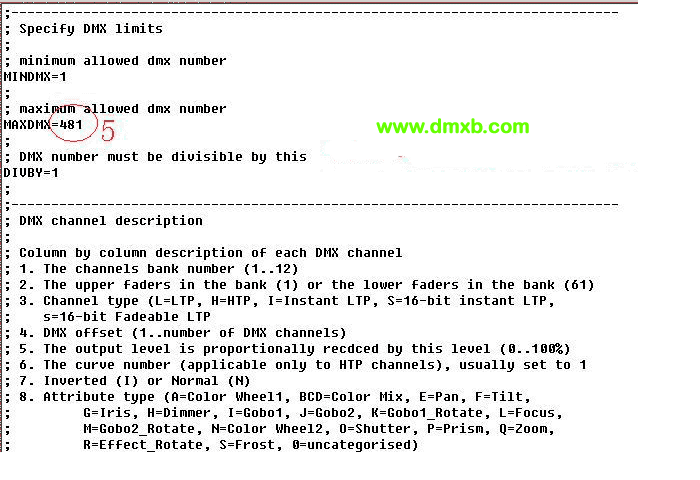 ;-------------------------------------------------------------------------------
; Specify DMX limits
;
; minimum allowed dmx number
MINDMX=1
;
; maximum allowed dmx number
MAXDMX=481 5
www.dmxb.com
;
; DMX number must be divisible by this
DIVBY=1
;
;-------------------------------------------------------------------------------
; DMX channel description
;
; Column by column description of each DMX channel
; 1. The channels bank number (1..12)
; 2. The upper faders in the bank (1) or the lower faders in the bank (61)
; 3. Channel type (L=LTP, H=HTP, I=Instant LTP, S=16-bit instant LTP,
;    s=16-bit Fadeable LTP
; 4. DMX offset (1..number of DMX channels)
; 5. The output level is proportionally recdced by this level (0..100%)
; 6. The curve number (applicable only to HTP channels), usually set to 1
; 7. Inverted (I) or Normal (N)
; 8. Attribute type (A=Color Wheel1, BCD=Color Mix, E=Pan, F=Tilt,
;         G=Iris, H=Dimmer, I=Gobo1, J=Gobo2, K=Gobo1_Rotate, L=Focus,
;         M=Gobo2_Rotate, N=Color Wheel2, O=Shutter, P=Prism, Q=Zoom,
;         R=Effect_Rotate, S=Frost, 0=uncategorised)